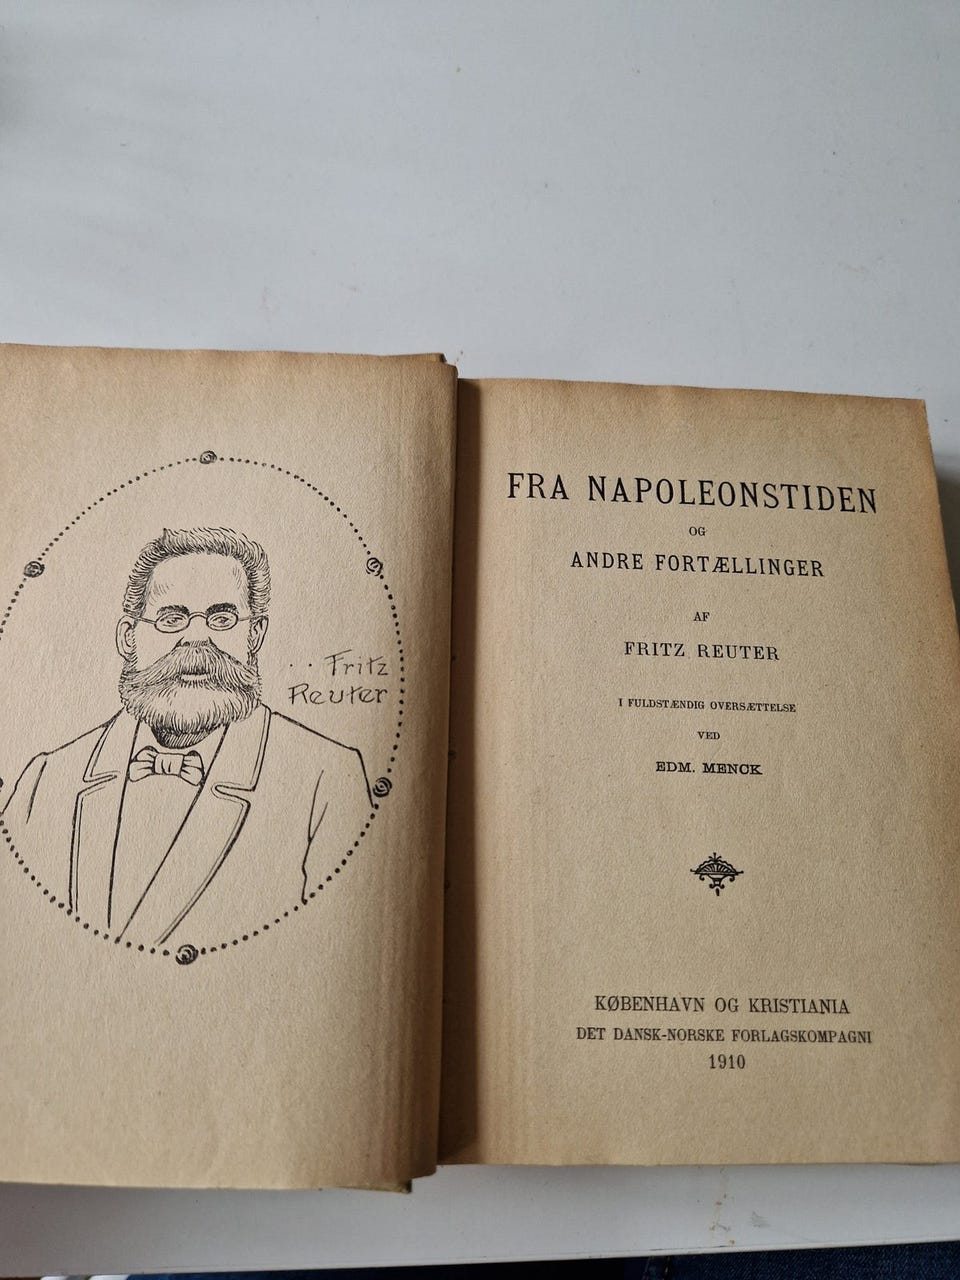 Fritz
Reuter
FRA NAPOLEONSTIDEN
OG
ANDRE FORTÆLLINGER
AF
FRITZ REUTER
I FULDSTÆNDIG OVERSÆTTELSE
VED
EDM. MENCK
KØBENHAVN OG KRISTIANIA
DET DANSK-NORSKE FORLAGSKOMPAGNI
1910